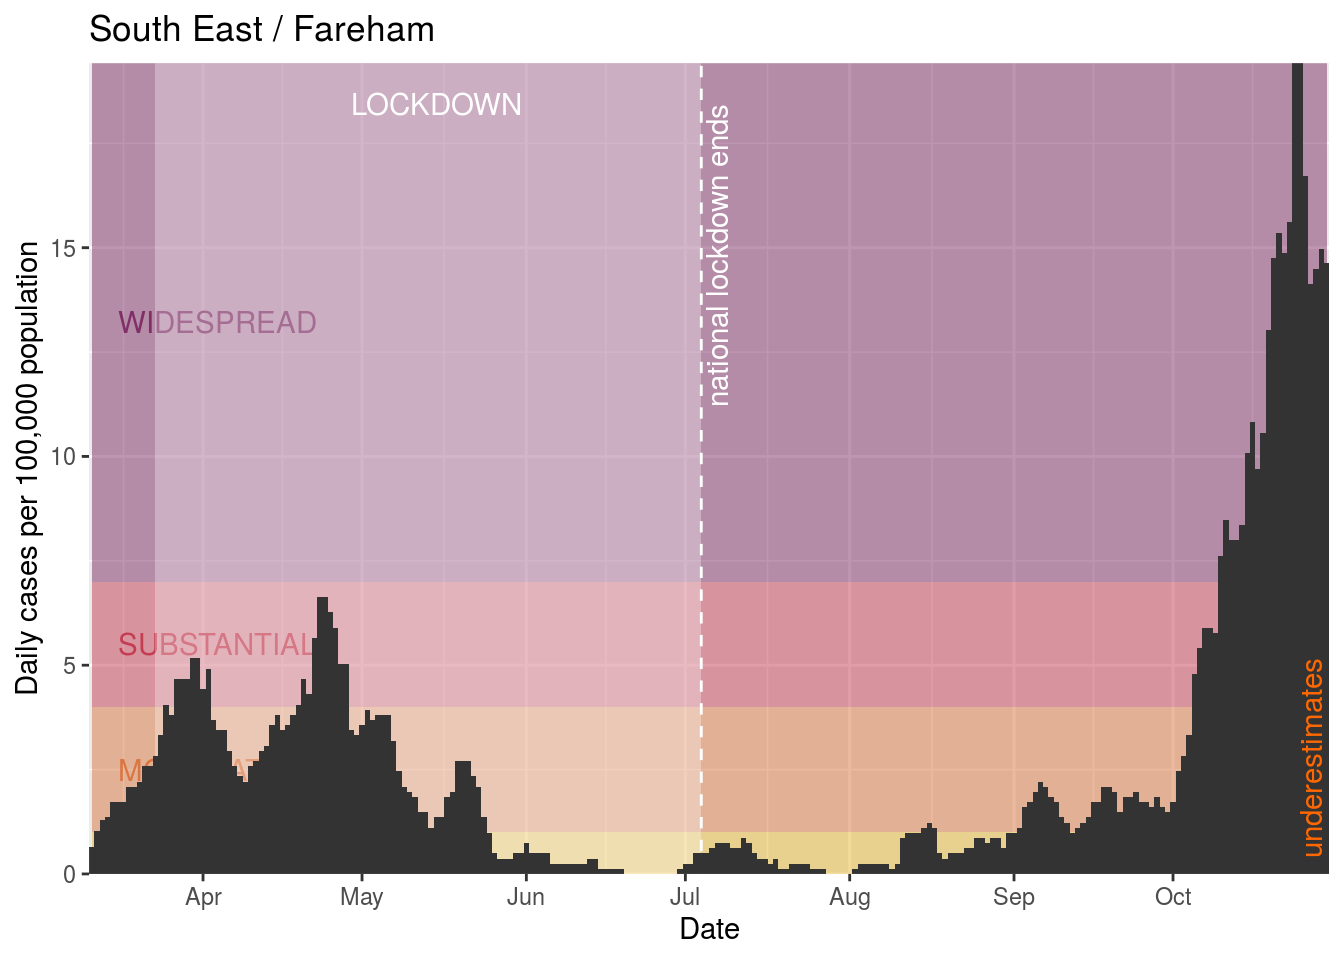 South East / Fareham
Daily cases per 100,000 population
15
10
5
0
LOCKDOWN
national lockdown ends
WIDESPREAD
SUBSTANTIAL
underestimates
Apr
May
Jun
Jul
Aug
Sep
Oct
Date